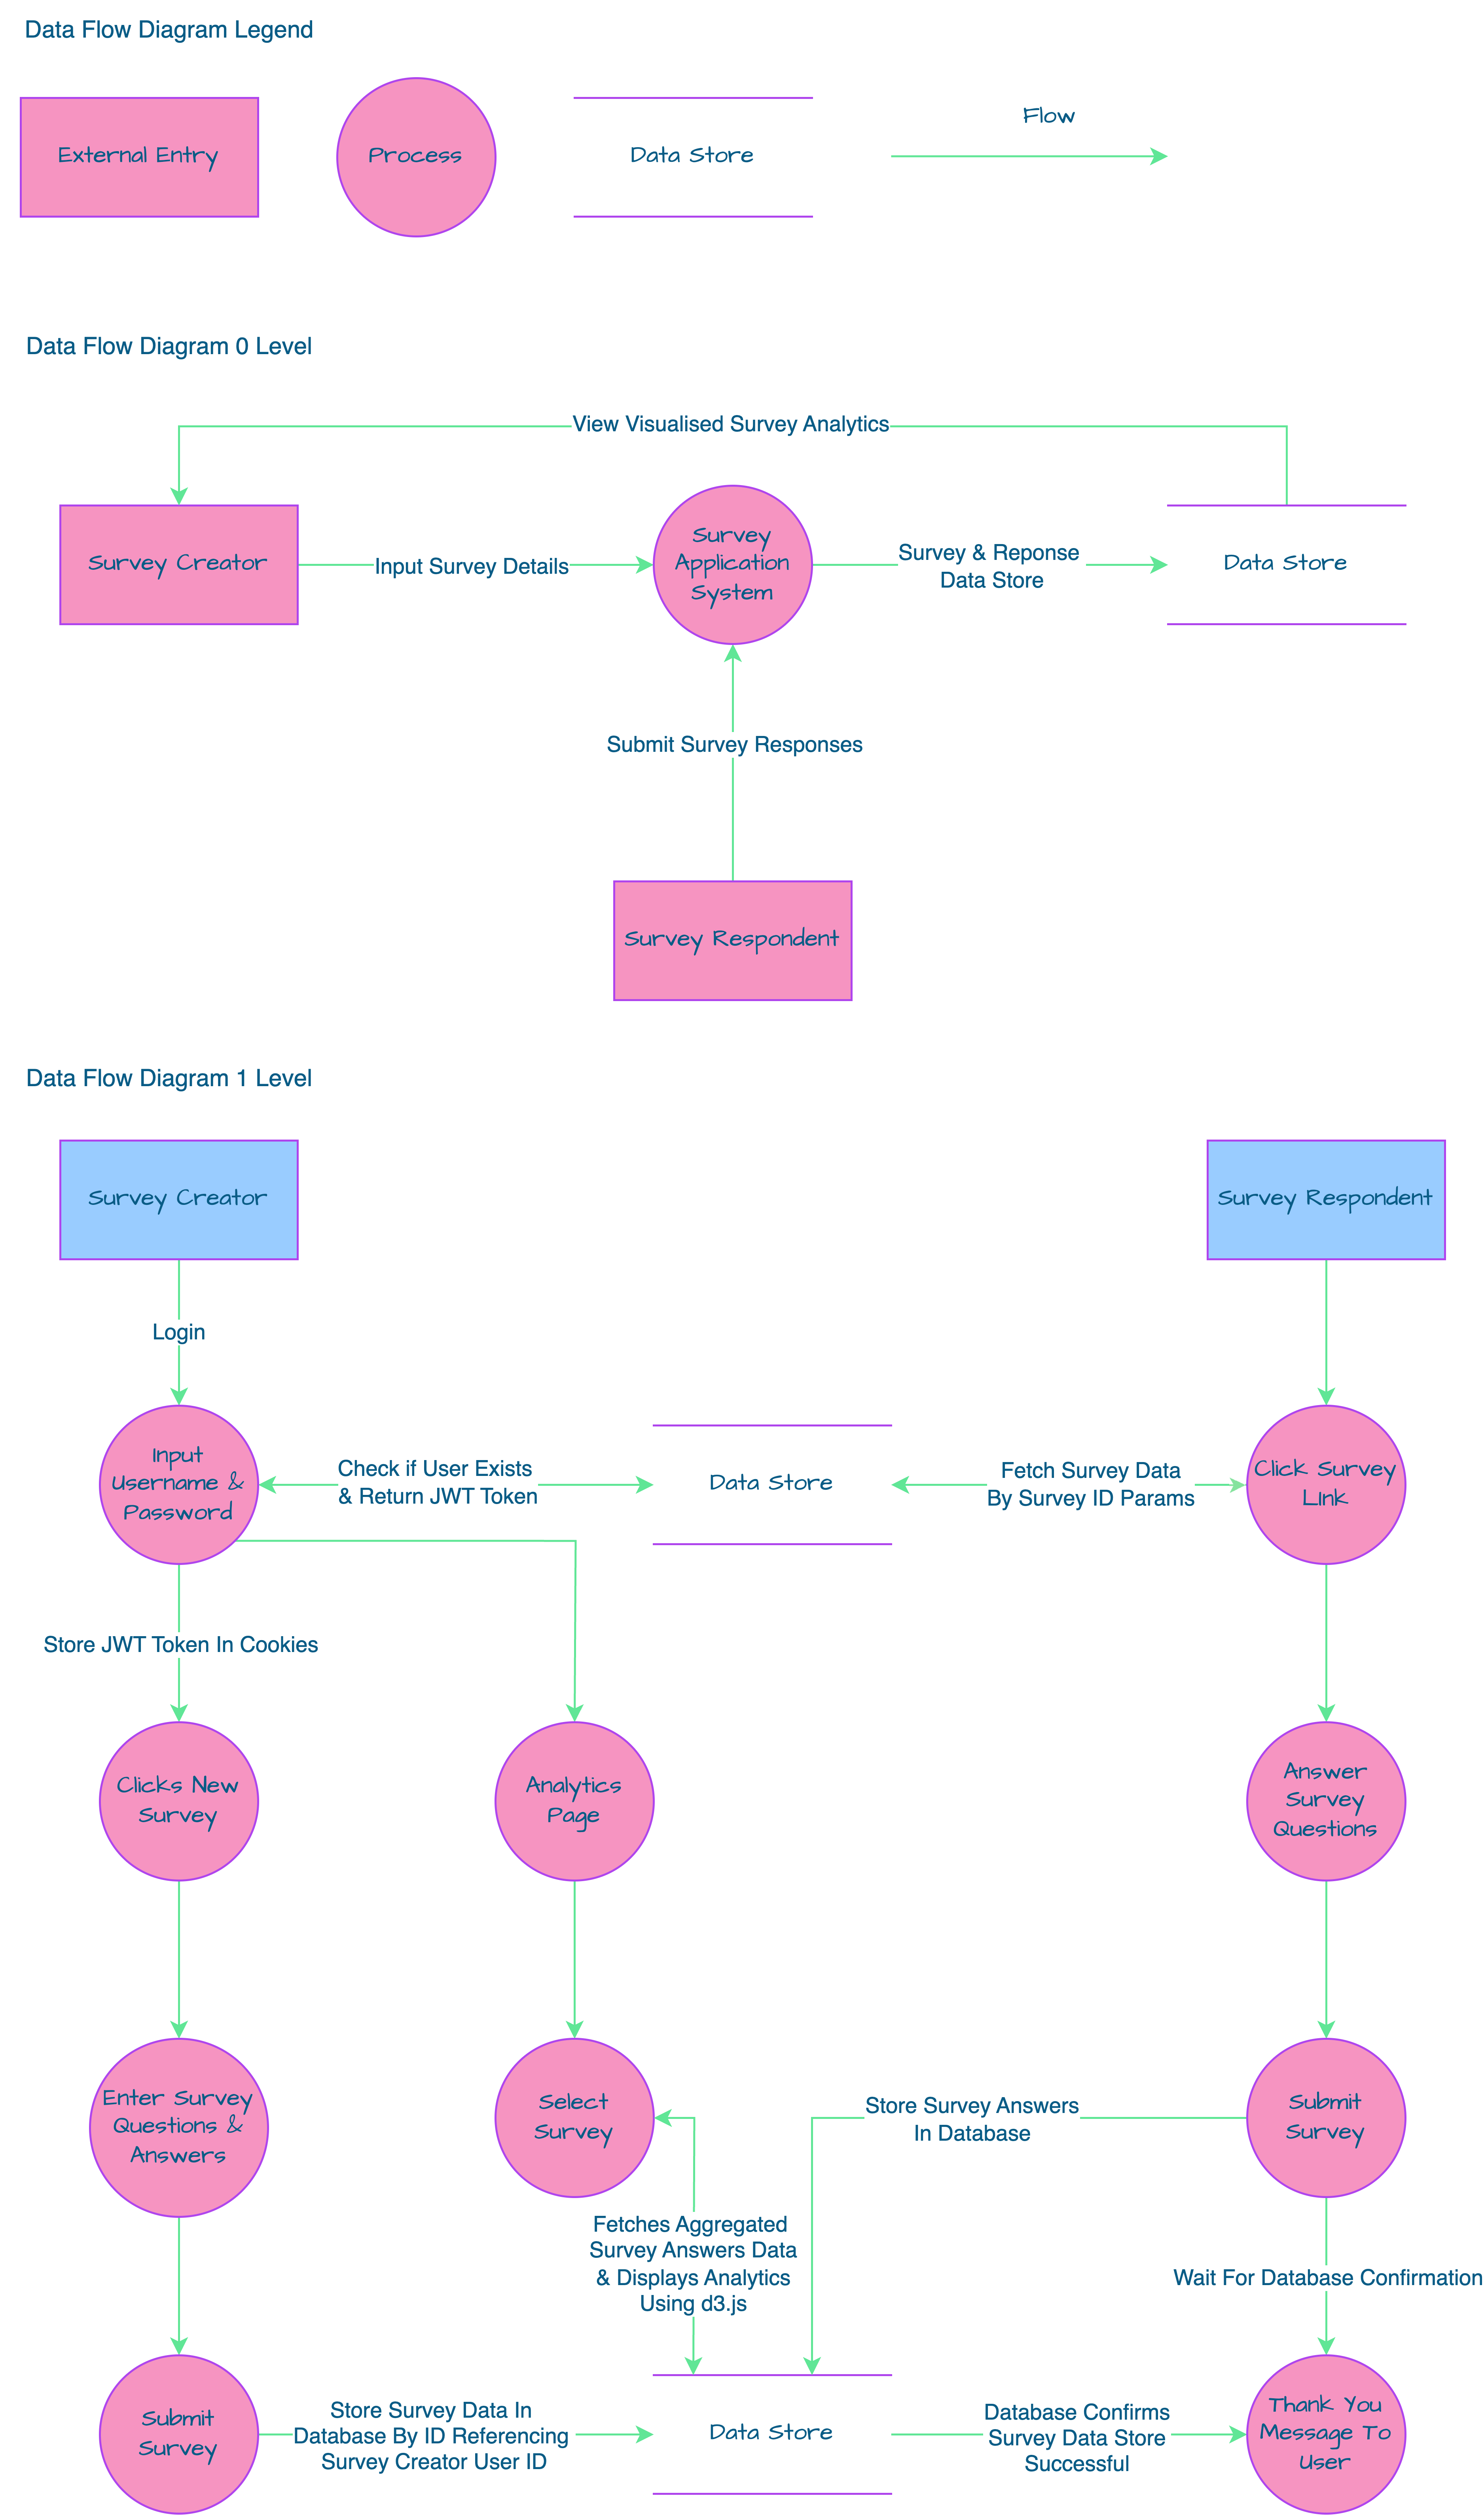 Data Flow Diagram Legend
External Entry
Process
Data Store
Flow
Data Flow Diagram 0 Level
View Visualised Survey Analytics
Survey Creator
Input Survey Details
Survey
Application
System
Survey & Reponse
Data Store
Data Store
Submit Survey Responses
Survey Respondent
Data Flow Diagram 1 Level
Survey Creator
Survey Respondent
Login
Input
Username &
Password
Check if User Exists
& Return JWT Token
Data Store
Fetch Survey Data
By Survey ID Params
Click Survey
LInk
Store JWT Token In Cookies
Clicks New
Survey
Analytics
Page
Answer
Survey
Questions
Enter Survey
Questions &
Answers
Select
Survey
Store Survey Answers
In Database
Submit
Survey
Fetches Aggregated
Survey Answers Data
& Displays Analytics
Using d3.js
Wait For Database Confirmation
Submit
Survey
Store Survey Data In
Database By ID Referencing
Survey Creator User ID
Data Store
Database Confirms
Survey Data Store
Successful
Thank You
Message To
User